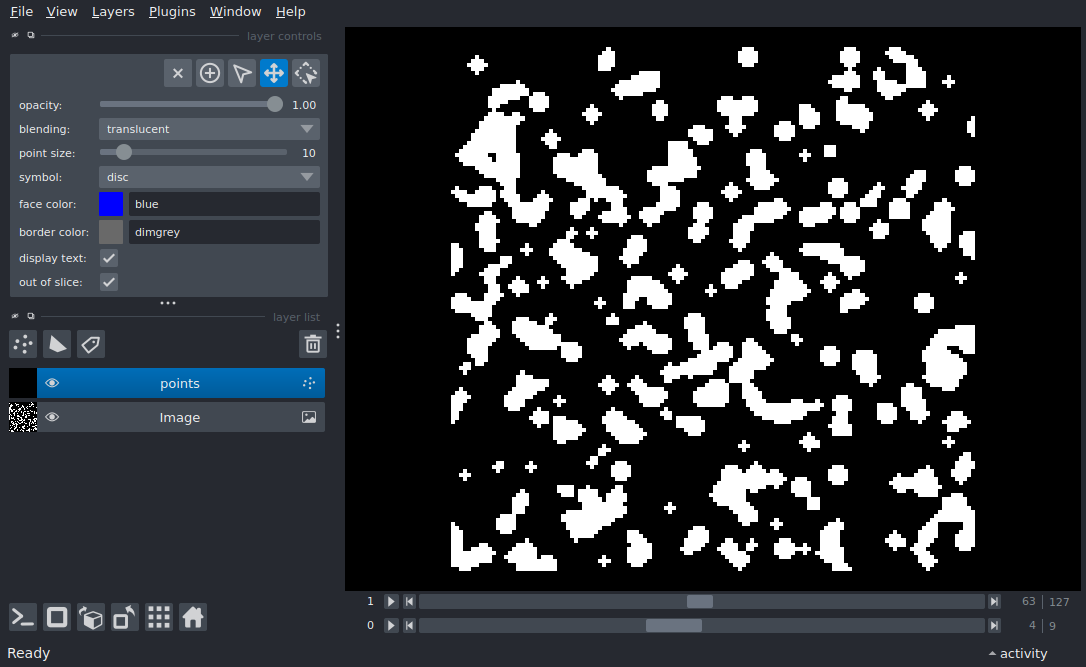 File View Layers Plugins Window Help
layer controls
opacity: 1.00
blending: translucent
point size: 10
symbol: disc
face color: blue
border color: dimgrey
display text:
out of slice:
layer list
points
Image
1 63 127
0 4 9
Ready activity